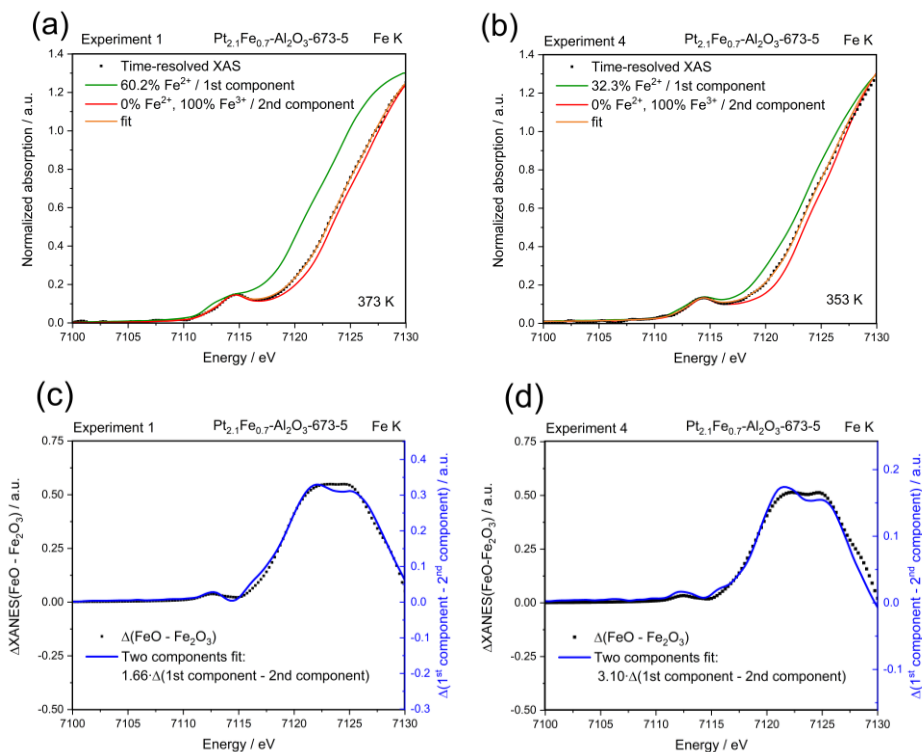 (a)
Experiment 1 Pt2.1Fe0.7-Al2O3-673-5 Fe K
1.4
1.2
1.0
0.8
0.6
0.4
0.2
0.0
Normalized absorption / a.u.
Time-resolved XAS
60.2% Fe²⁺ / 1st component
0% Fe²⁺, 100% Fe³⁺ / 2nd component
fit
373 K
7100 7105 7110 7115 7120 7125 7130
Energy / eV
(b)
Experiment 4 Pt2.1Fe0.7-Al2O3-673-5 Fe K
1.4
1.2
1.0
0.8
0.6
0.4
0.2
0.0
Normalized absorption / a.u.
Time-resolved XAS
32.3% Fe²⁺ / 1st component
0% Fe²⁺, 100% Fe³⁺ / 2nd component
fit
353 K
7100 7105 7110 7115 7120 7125 7130
Energy / eV
(c)
Experiment 1 Pt2.1Fe0.7-Al2O3-673-5 Fe K
0.75
0.50
0.25
0.00
-0.25
-0.50
ΔXANES(FeO - Fe2O3) / a.u.
0.4
0.3
0.2
0.1
0.0
-0.1
-0.2
-0.3
Δ(1st component - 2nd component) / a.u.
Δ(FeO - Fe2O3)
Two components fit:
1.66·Δ(1st component - 2nd component)
7100 7105 7110 7115 7120 7125 7130
Energy / eV
(d)
Experiment 4 Pt2.1Fe0.7-Al2O3-673-5 Fe K
0.75
0.50
0.25
0.00
-0.25
-0.50
ΔXANES(FeO-Fe2O3) / a.u.
0.2
0.1
0.0
-0.1
Δ(1st component - 2nd component) / a.u.
Δ(FeO - Fe2O3)
Two components fit:
3.10·Δ(1st component - 2nd component)
7100 7105 7110 7115 7120 7125 7130
Energy / eV